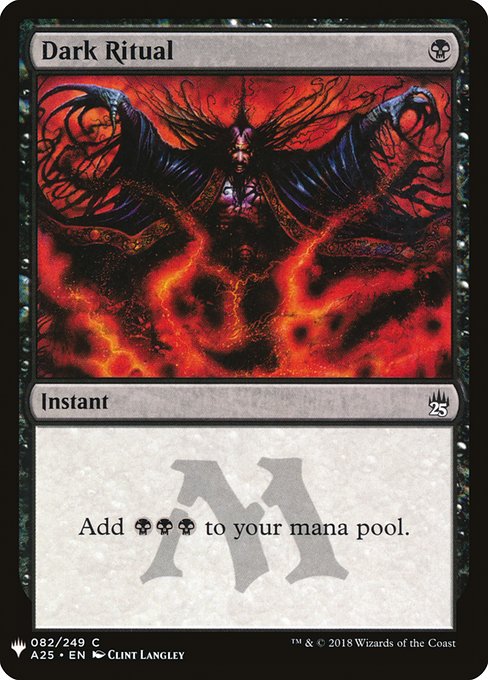 Dark Ritual
Instant
25
Add to your mana pool.
082/249 C
A25 • EN Clint Langley
™ & © 2018 Wizards of the Coast